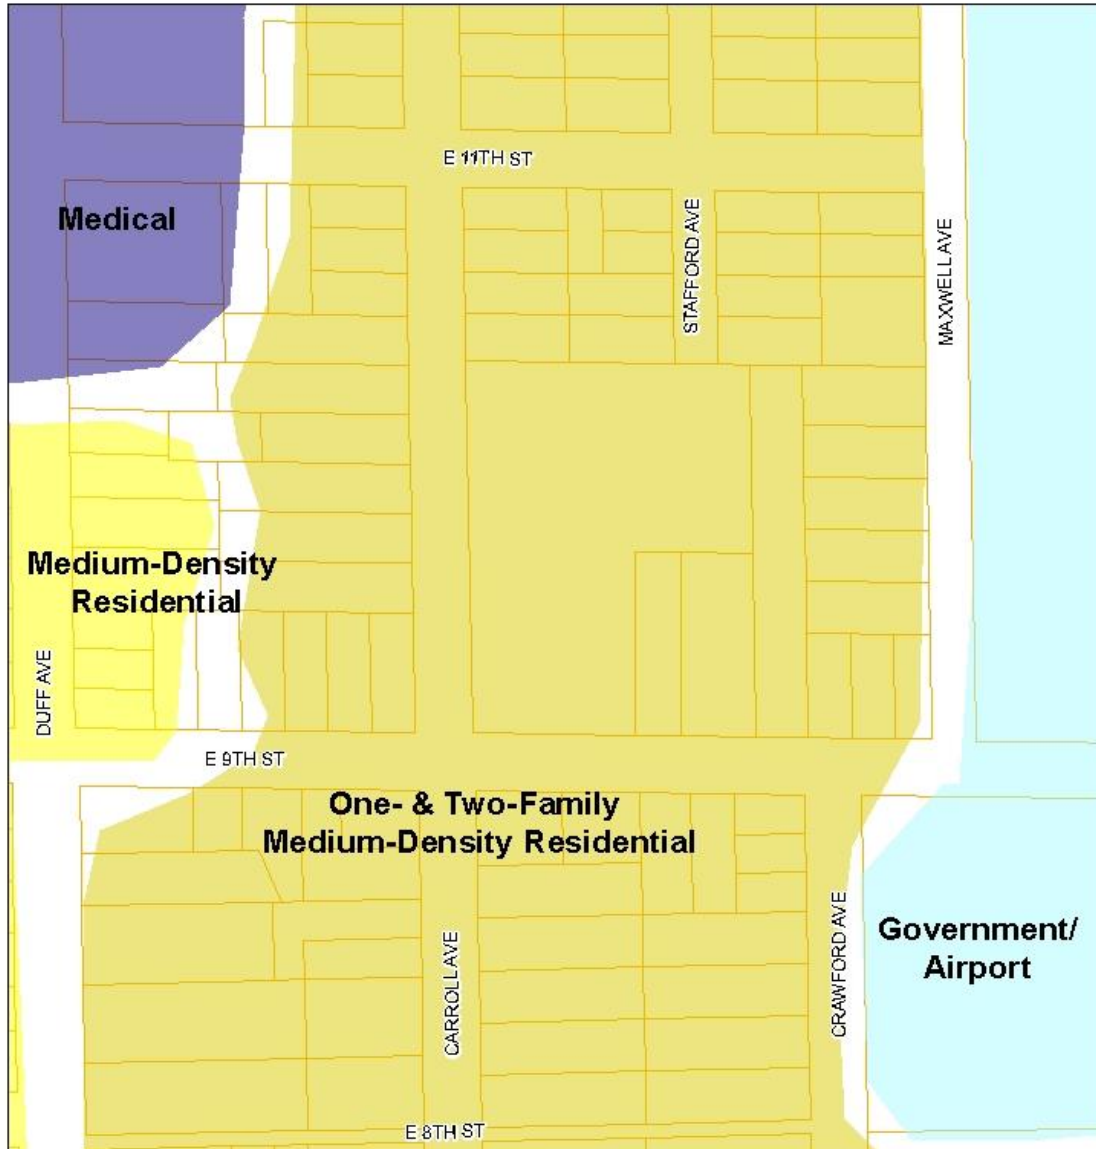 E 11TH ST
Medical
STAFFORD AVE
MAXWELL AVE
Medium-Density
Residential
DUFF AVE
E 9TH ST
One- & Two-Family
Medium-Density Residential
CARROLL AVE
CRAWFORD AVE
Government/
Airport
E 8TH ST